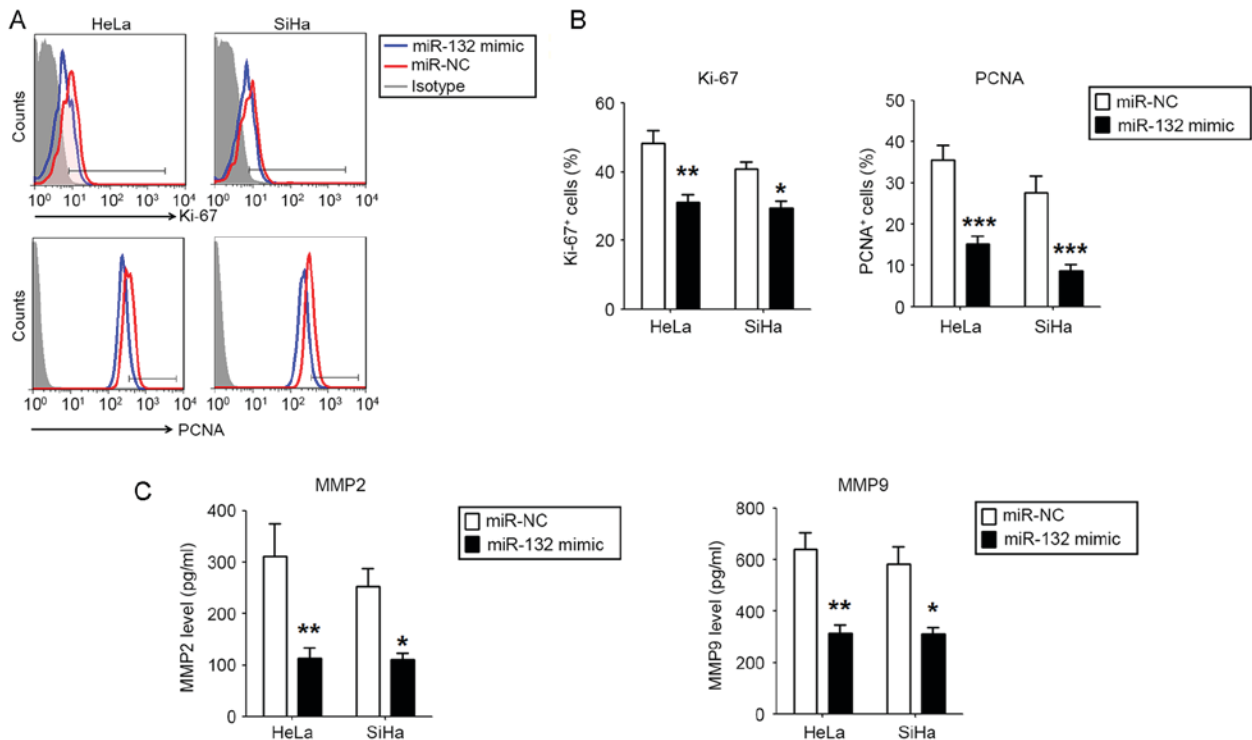 A
HeLa
SiHa
miR-132 mimic
miR-NC
Isotype
Counts
10⁰ 10¹ 10² 10³ 10⁴
10⁰ 10¹ 10² 10³ 10⁴
Ki-67
Counts
10⁰ 10¹ 10² 10³ 10⁴
10⁰ 10¹ 10² 10³ 10⁴
PCNA
B
Ki-67
Ki-67⁺ cells (%)
60
40
20
0
**
*
HeLa
SiHa
PCNA
PCNA⁺ cells (%)
50
40
30
20
10
0
***
***
HeLa
SiHa
miR-NC
miR-132 mimic
C
MMP2
MMP2 level (pg/ml)
400
300
200
100
0
**
*
HeLa
SiHa
miR-NC
miR-132 mimic
MMP9
MMP9 level (pg/ml)
800
600
400
200
0
**
*
HeLa
SiHa
miR-NC
miR-132 mimic